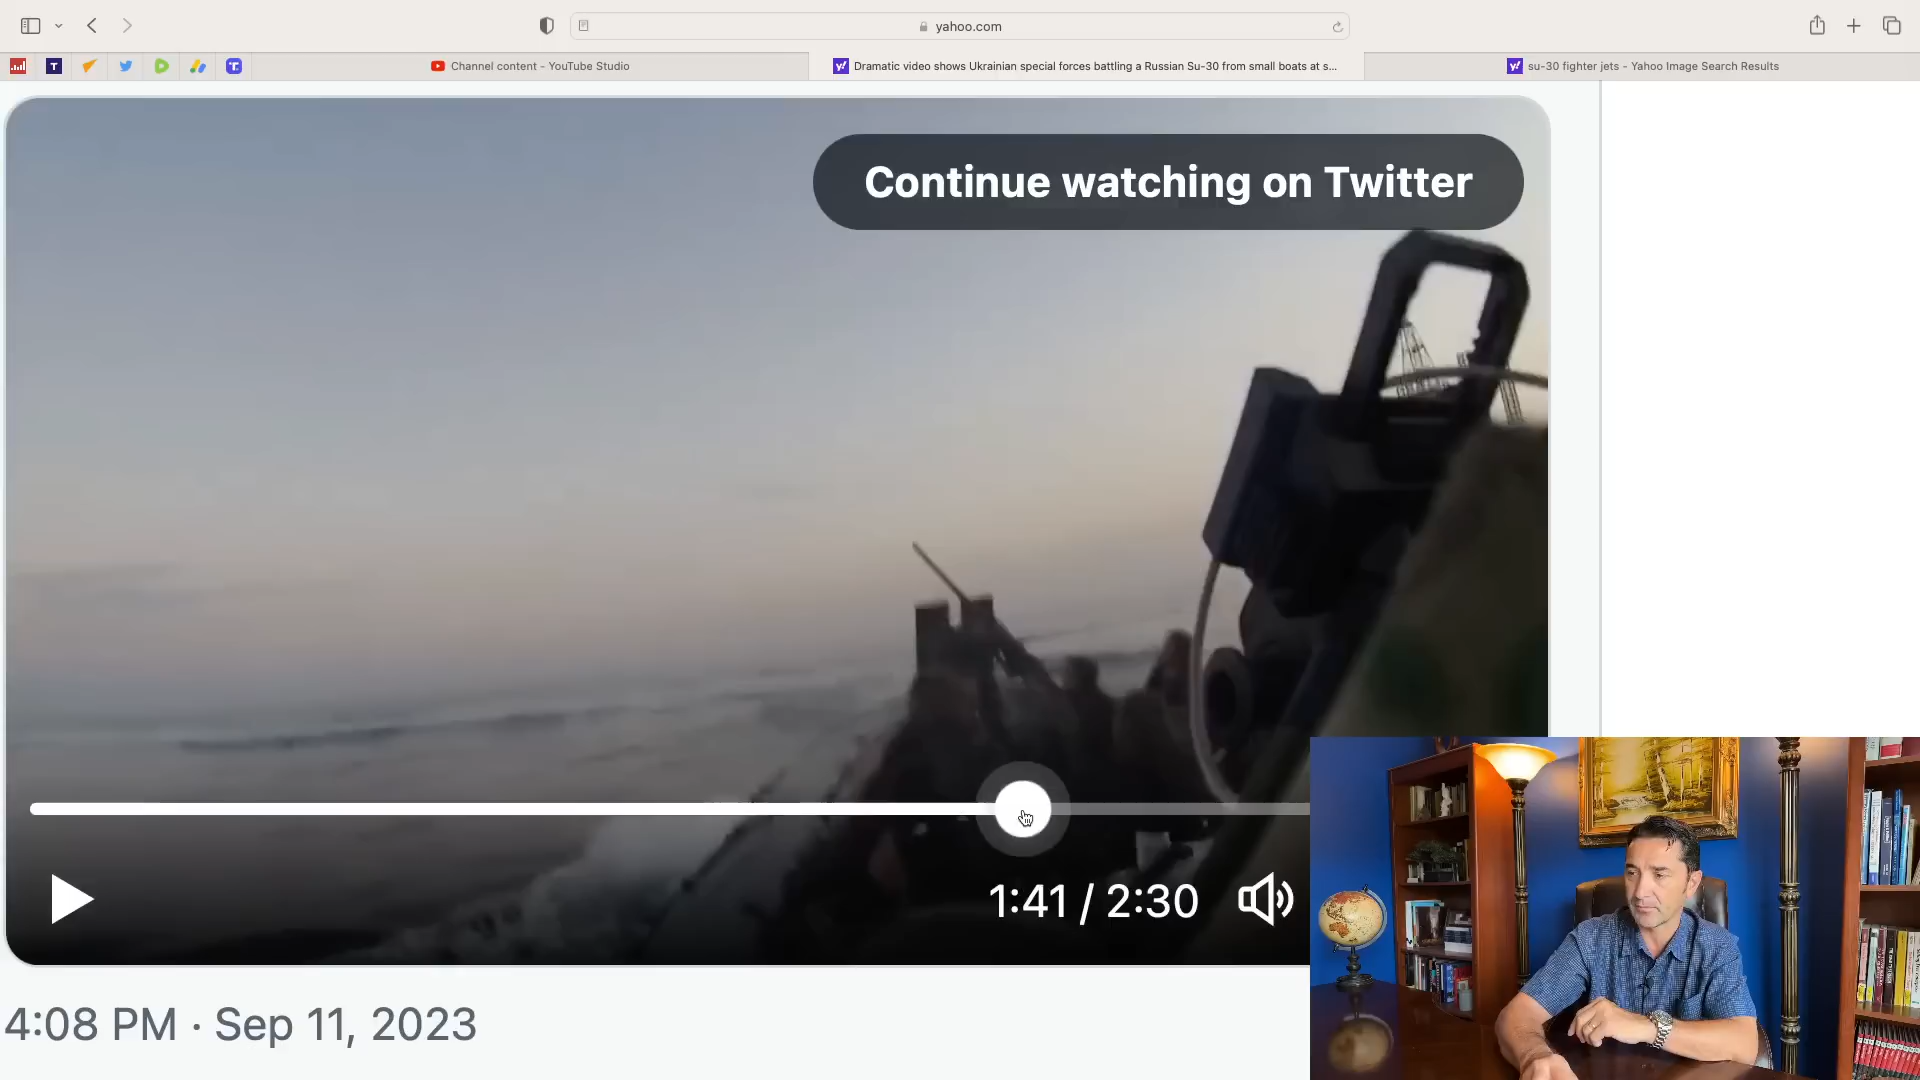 yahoo.com
Channel content - YouTube Studio
Dramatic video shows Ukrainian special forces battling a Russian Su-30 from small boats at s...
su-30 fighter jets - Yahoo Image Search Results
Continue watching on Twitter
1:41 / 2:30
4:08 PM · Sep 11, 2023